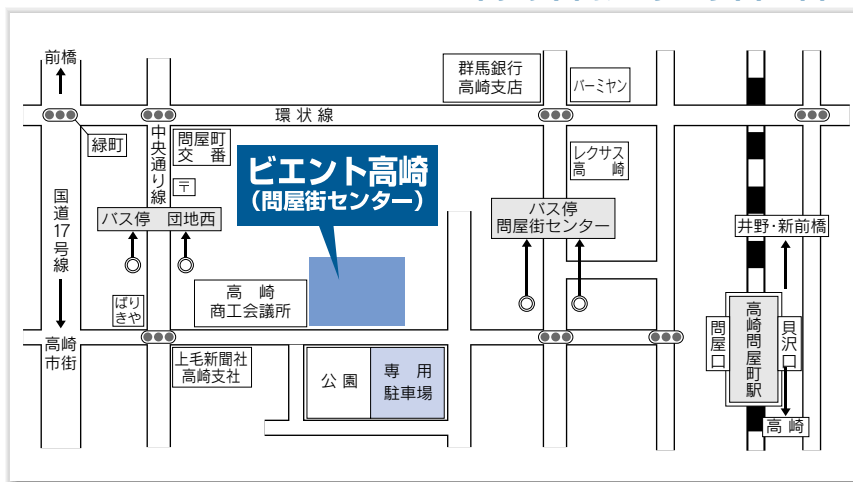 前橋
群馬銀行
高崎支店
バーミヤン
環状線
緑町
中央通り線
問屋町
交番
〒
ビエント高崎
(問屋街センター)
レクサス
高崎
国道17号線
バス停 団地西
バス停
問屋街センター
井野・新前橋
高崎
商工会議所
ばり
きや
高崎
市街
上毛新聞社
高崎支社
公園
専用
駐車場
問屋口
高崎問屋町駅
貝沢口
高崎